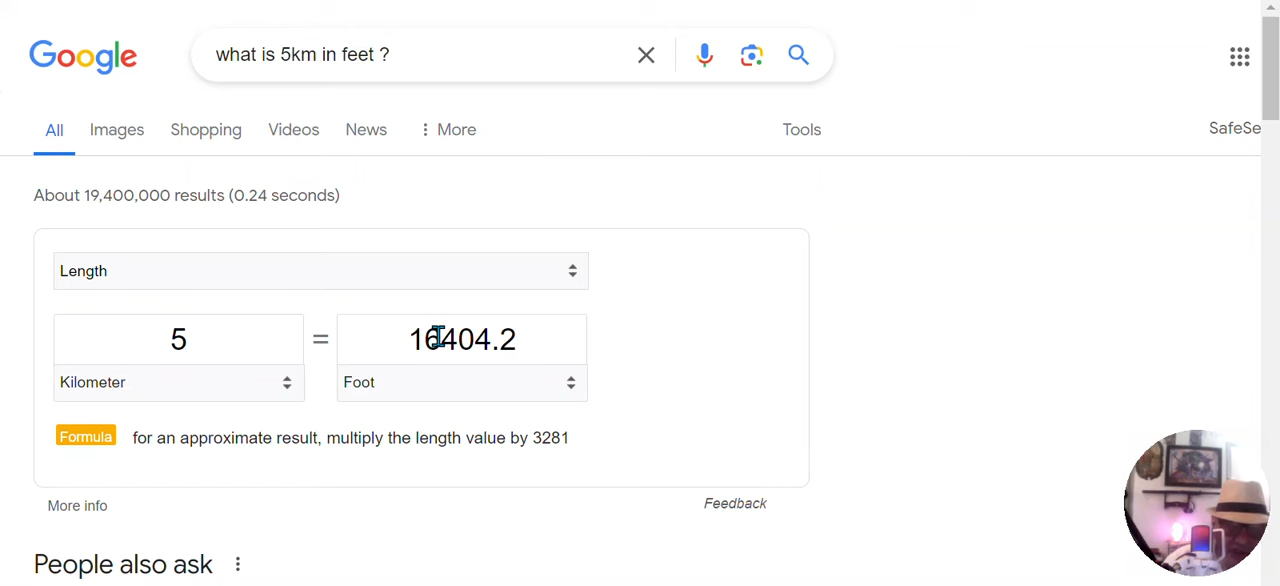 Google
what is 5km in feet ?
All Images Shopping Videos News More Tools SafeSe
About 19,400,000 results (0.24 seconds)
Length
5 = 16404.2
Kilometer Foot
Formula for an approximate result, multiply the length value by 3281
More info Feedback
People also ask